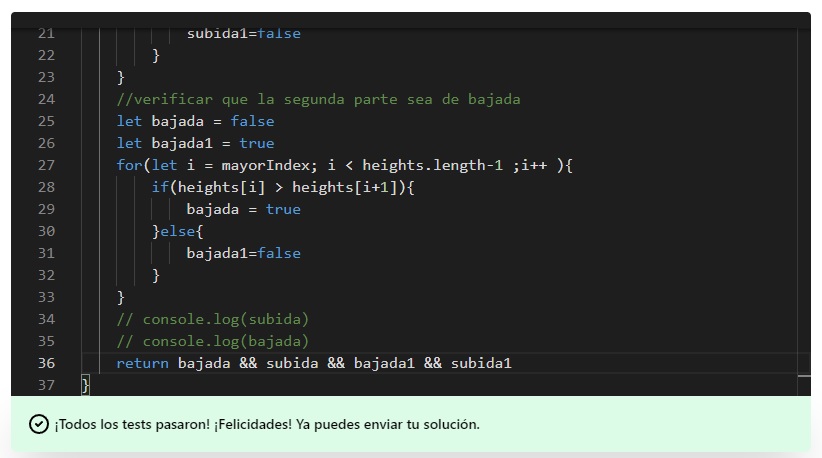 21 subida1=false
22 }
23 }
24 //verificar que la segunda parte sea de bajada
25 let bajada = false
26 let bajada1 = true
27 for(let i = mayorIndex; i < heights.length-1 ;i++ ){
28 if(heights[i] > heights[i+1]){
29 bajada = true
30 }else{
31 bajada1=false
32 }
33 }
34 // console.log(subida)
35 // console.log(bajada)
36 return bajada && subida && bajada1 && subida1
37 }
¡Todos los tests pasaron! ¡Felicidades! Ya puedes enviar tu solución.